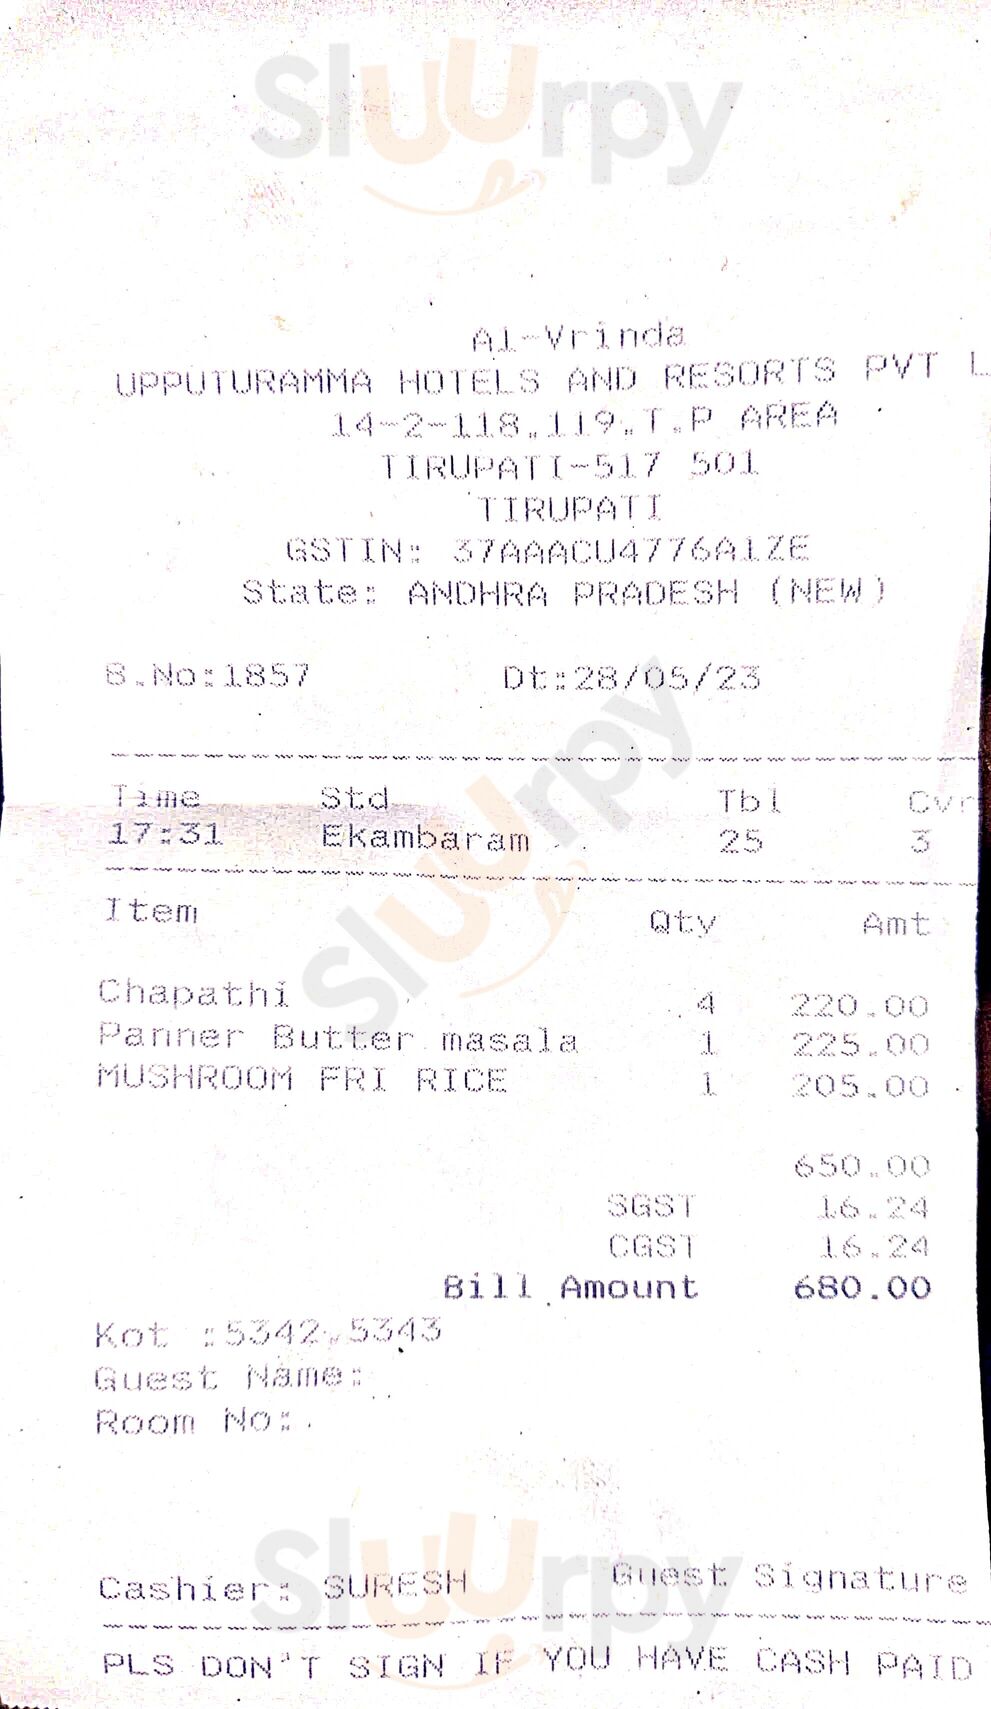 Sluurpy
Al-Vrinda
UPPUTURAMMA HOTELS AND RESORTS PVT L
14-2-118,119,T.P AREA
TIRUPATI-517 501
TIRUPATI
GSTIN: 37AAACU4776A1ZE
State: ANDHRA PRADESH (NEW)
B.No:1857 Dt:28/05/23
Time Std Tbl Cvr
17:31 Ekambaram 25 3
Sluurpy
Item Qty Amt
Chapathi 4 220.00
Panner Butter masala 1 225.00
MUSHROOM FRI RICE 1 205.00
650.00
SGST 16.24
CGST 16.24
Bill Amount 680.00
Kot :5342,5343
Guest Name:
Room No:
Sluurpy
Cashier: SURESH Guest Signature
PLS DON'T SIGN IF YOU HAVE CASH PAID